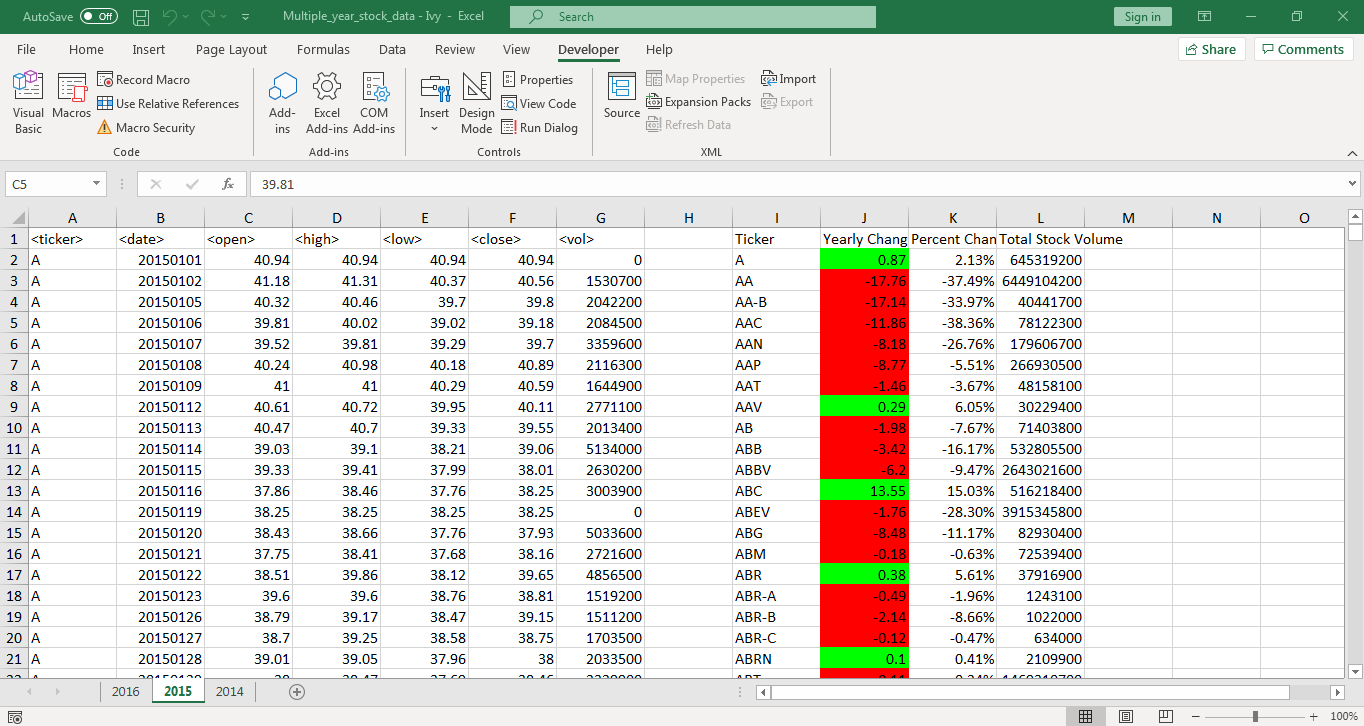 AutoSave Off Multiple_year_stock_data - Ivy - Excel Search Sign in
File Home Insert Page Layout Formulas Data Review View Developer Help Share Comments
Visual Basic
Macros
Record Macro
Use Relative References
Macro Security
Code
Add-ins
Excel Add-ins
COM Add-ins
Add-ins
Insert
Design Mode
Properties
View Code
Run Dialog
Controls
Source
Map Properties
Expansion Packs
Refresh Data
Import
Export
XML
C5 fx 39.81
A B C D E F G H I J K L M N O
1 <ticker> <date> <open> <high> <low> <close> <vol> Ticker Yearly Chang Percent Chan Total Stock Volume
2 A 20150101 40.94 40.94 40.94 40.94 0 A 0.87 2.13% 645319200
3 A 20150102 41.18 41.31 40.37 40.56 1530700 AA -17.76 -37.49% 6449104200
4 A 20150105 40.32 40.46 39.7 39.8 2042200 AA-B -17.14 -33.97% 40441700
5 A 20150106 39.81 40.02 39.02 39.18 2084500 AAC -11.86 -38.36% 78122300
6 A 20150107 39.52 39.81 39.29 39.7 3359600 AAN -8.18 -26.76% 179606700
7 A 20150108 40.24 40.98 40.18 40.89 2116300 AAP -8.77 -5.51% 266930500
8 A 20150109 41 41 40.29 40.59 1644900 AAT -1.46 -3.67% 48158100
9 A 20150112 40.61 40.72 39.95 40.11 2771100 AAV 0.29 6.05% 30229400
10 A 20150113 40.47 40.7 39.33 39.55 2013400 AB -1.98 -7.67% 71403800
11 A 20150114 39.03 39.1 38.21 39.06 5134000 ABB -3.42 -16.17% 532805500
12 A 20150115 39.33 39.41 37.99 38.01 2630200 ABBV -6.2 -9.47% 2643021600
13 A 20150116 37.86 38.46 37.76 38.25 3003900 ABC 13.55 15.03% 516218400
14 A 20150119 38.25 38.25 38.25 38.25 0 ABEV -1.76 -28.30% 3915345800
15 A 20150120 38.43 38.66 37.76 37.93 5033600 ABG -8.48 -11.17% 82930400
16 A 20150121 37.75 38.41 37.68 38.16 2721600 ABM -0.18 -0.63% 72539400
17 A 20150122 38.51 39.86 38.12 39.65 4856500 ABR 0.38 5.61% 37916900
18 A 20150123 39.6 39.6 38.76 38.81 1519200 ABR-A -0.49 -1.96% 1243100
19 A 20150126 38.79 39.17 38.47 39.15 1511200 ABR-B -2.14 -8.66% 1022000
20 A 20150127 38.7 39.25 38.58 38.75 1703500 ABR-C -0.12 -0.47% 634000
21 A 20150128 39.01 39.05 37.96 38 2033500 ABRN 0.1 0.41% 2109900
2016 2015 2014
100%